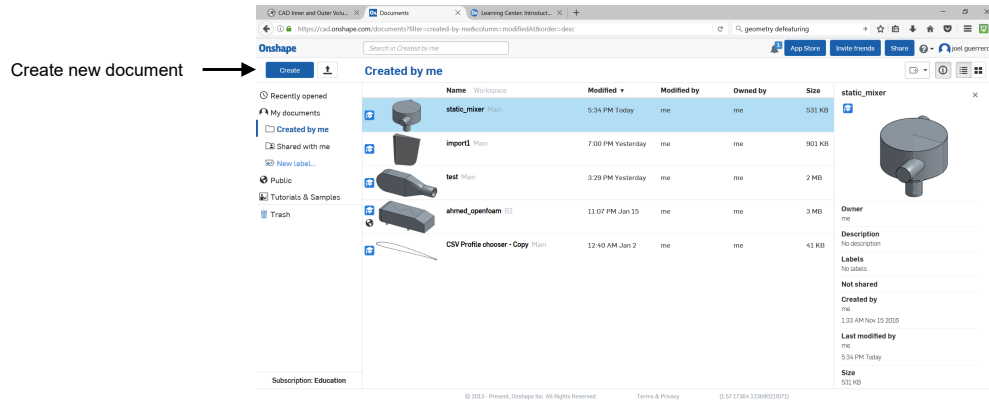 CAD Inner and Outer Volu... Documents Learning Center: Introduct...
https://cad.onshape.com/documents?filter=created-by-me&column=modifiedAt&order=desc geometry defeaturing
Onshape Search in Created by me App Store Invite friends Share joel guerrero
Create new document
Create Created by me
Recently opened
My documents
Created by me
Shared with me
New label...
Public
Tutorials & Samples
Trash
Subscription: Education
Name Workspace Modified Modified by Owned by Size
static_mixer Main 5:34 PM Today me me 531 KB
import1 Main 7:00 PM Yesterday me me 901 KB
test Main 3:29 PM Yesterday me me 2 MB
ahmed_openfoam B2 11:07 PM Jan 15 me me 3 MB
CSV Profile chooser - Copy Main 12:40 AM Jan 2 me me 41 KB
static_mixer
Owner
me
Description
No description
Labels
No labels
Not shared
Created by
me
1:33 AM Nov 15 2016
Last modified by
me
5:34 PM Today
Size
531 KB
© 2013 - Present, Onshape Inc. All Rights Reserved. Terms & Privacy